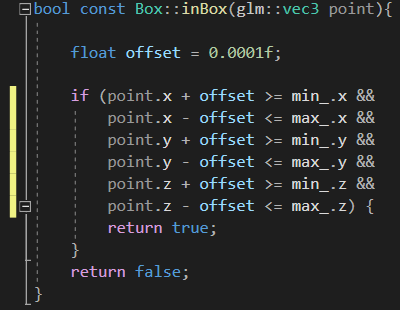 bool const Box::inBox(glm::vec3 point){
float offset = 0.0001f;
if (point.x + offset >= min_.x &&
point.x - offset <= max_.x &&
point.y + offset >= min_.y &&
point.y - offset <= max_.y &&
point.z + offset >= min_.z &&
point.z - offset <= max_.z) {
return true;
}
return false;
}